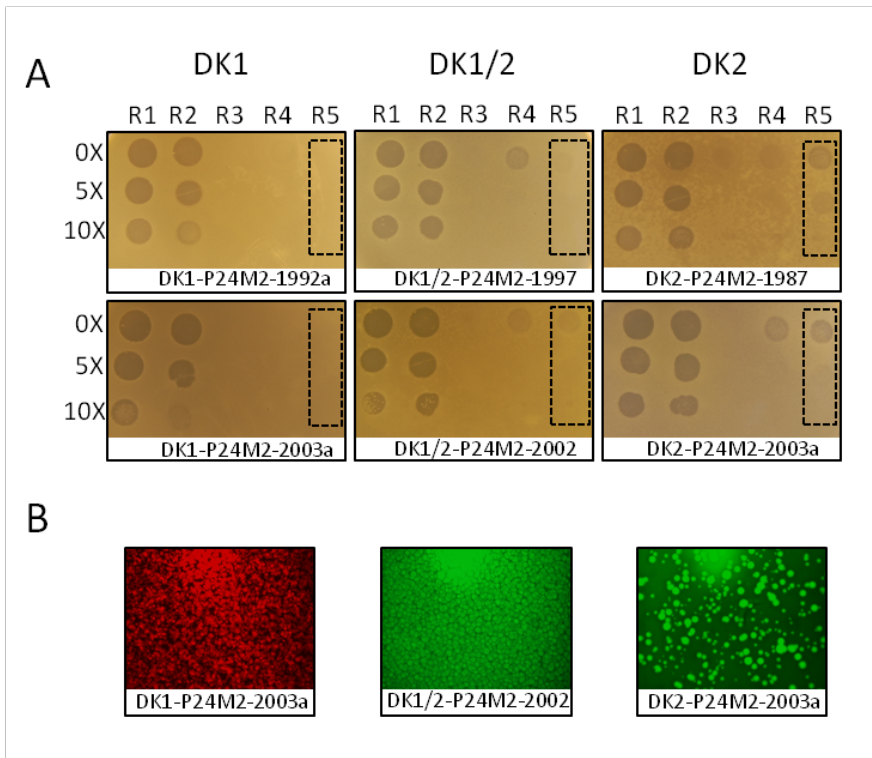 A
DK1 DK1/2 DK2
R1 R2 R3 R4 R5 R1 R2 R3 R4 R5 R1 R2 R3 R4 R5
0X
5X
10X
DK1-P24M2-1992a DK1/2-P24M2-1997 DK2-P24M2-1987
0X
5X
10X
DK1-P24M2-2003a DK1/2-P24M2-2002 DK2-P24M2-2003a
B
DK1-P24M2-2003a DK1/2-P24M2-2002 DK2-P24M2-2003a